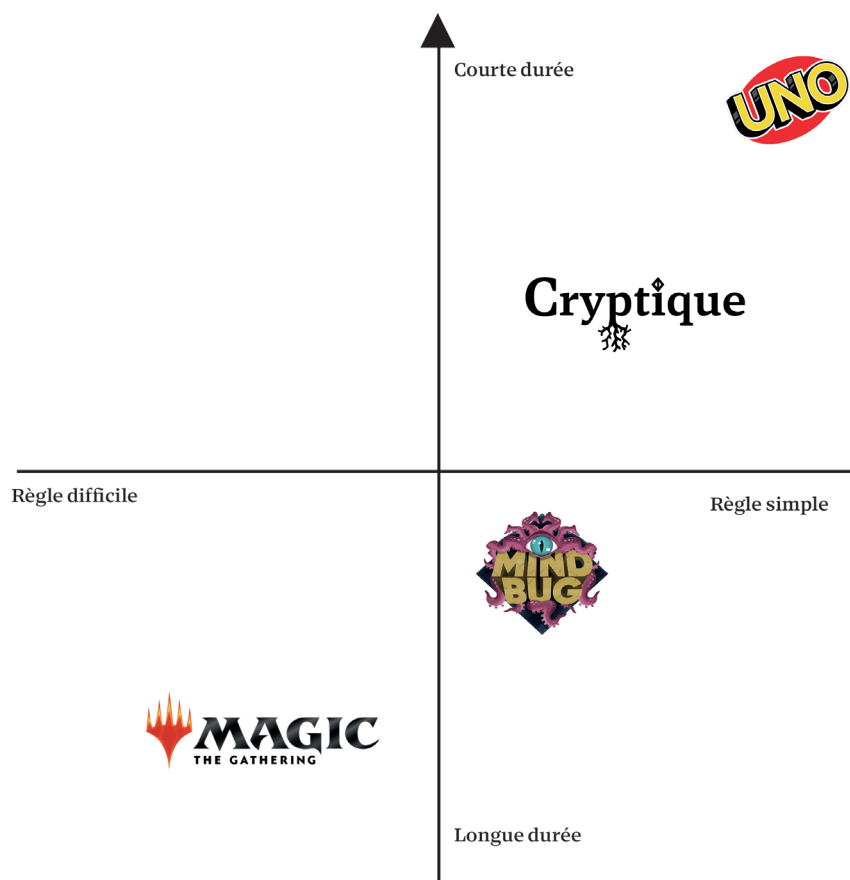 Courte durée
UNO
Cryptique
Règle difficile
Règle simple
MIND
BUG
MAGIC
THE GATHERING
Longue durée